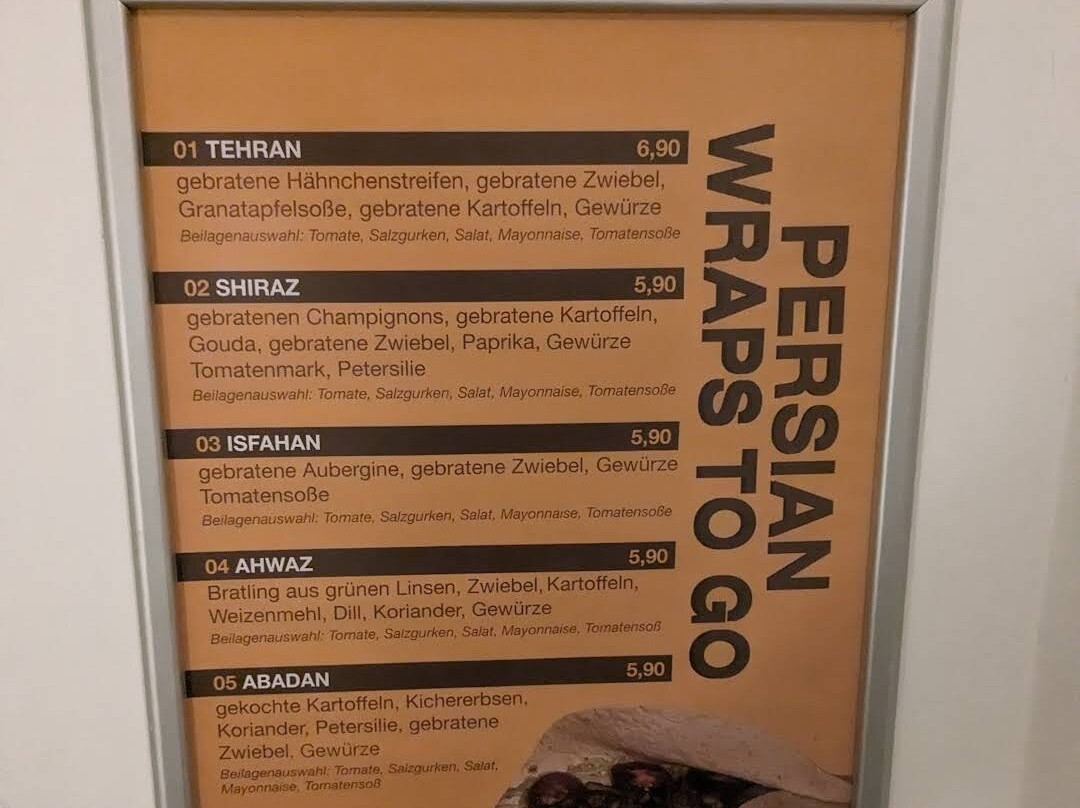 PERSIAN
WRAPS TO GO
01 TEHRAN 6,90
gebratene Hähnchenstreifen, gebratene Zwiebel,
Granatapfelsoße, gebratene Kartoffeln, Gewürze
Beilagenauswahl: Tomate, Salzgurken, Salat, Mayonnaise, Tomatensoße
02 SHIRAZ 5,90
gebratenen Champignons, gebratene Kartoffeln,
Gouda, gebratene Zwiebel, Paprika, Gewürze
Tomatenmark, Petersilie
Beilagenauswahl: Tomate, Salzgurken, Salat, Mayonnaise, Tomatensoße
03 ISFAHAN 5,90
gebratene Aubergine, gebratene Zwiebel, Gewürze
Tomatensoße
Beilagenauswahl: Tomate, Salzgurken, Salat, Mayonnaise, Tomatensoße
04 AHWAZ 5,90
Bratling aus grünen Linsen, Zwiebel, Kartoffeln,
Weizenmehl, Dill, Koriander, Gewürze
Beilagenauswahl: Tomate, Salzgurken, Salat, Mayonnaise, Tomatensoß
05 ABADAN 5,90
gekochte Kartoffeln, Kichererbsen,
Koriander, Petersilie, gebratene
Zwiebel, Gewürze
Beilagenauswahl: Tomate, Salzgurken, Salat,
Mayonnaise, Tomatensoß